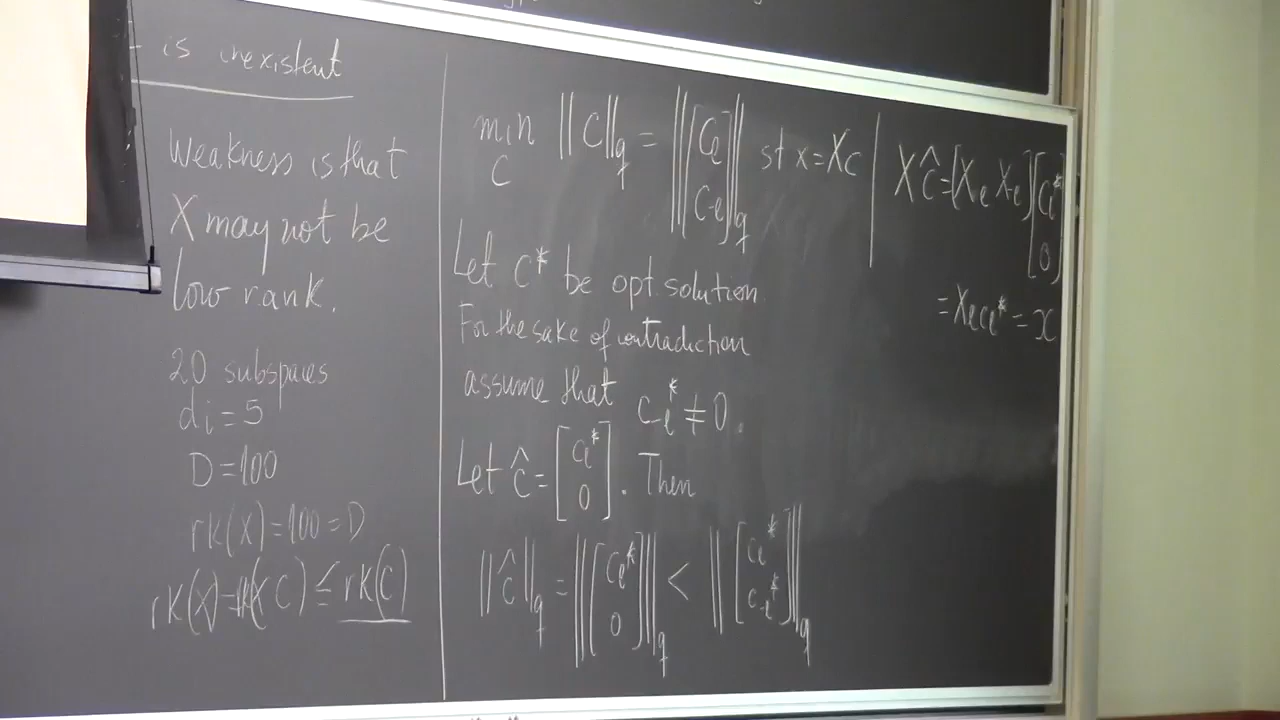 - is inexistent
Weakness is that
X may not be
low rank.
20 subspaces
di = 5
D = 100
rk(X) = 100 = D
rk(X) = rk(XC) ≤ rk(C)
min ‖C‖q = ‖[Cℓ C-ℓ]‖q st x = Xc
C
Let C* be opt solution
For the sake of contradiction
assume that C-ℓ* ≠ 0.
Let ĉ = [cℓ* 0]. Then
‖ĉ‖q = ‖[cℓ* 0]‖q < ‖[cℓ* c-ℓ*]‖q
Xĉ = [Xℓ X-ℓ][cℓ* 0]
= Xℓcℓ* = x